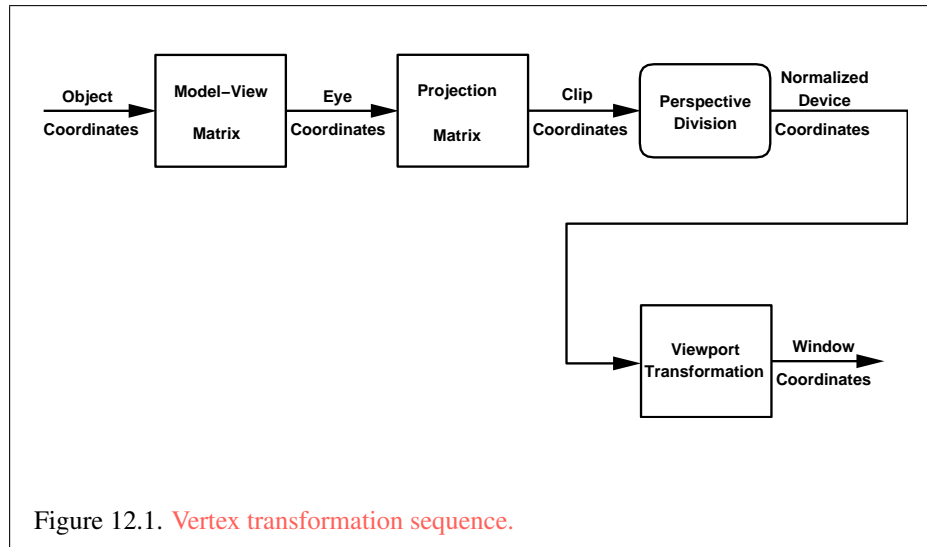 Object
Coordinates
Model–View
Matrix
Eye
Coordinates
Projection
Matrix
Clip
Coordinates
Perspective
Division
Normalized
Device
Coordinates
Viewport
Transformation
Window
Coordinates
Figure 12.1. Vertex transformation sequence.